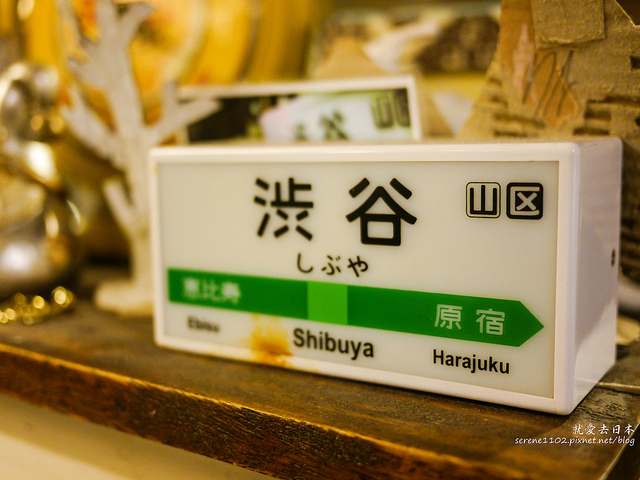 渋谷 山 区
しぶや
恵比寿 原宿
Ebisu Shibuya Harajuku
就愛去日本
serene1102.pixnet.net/blog